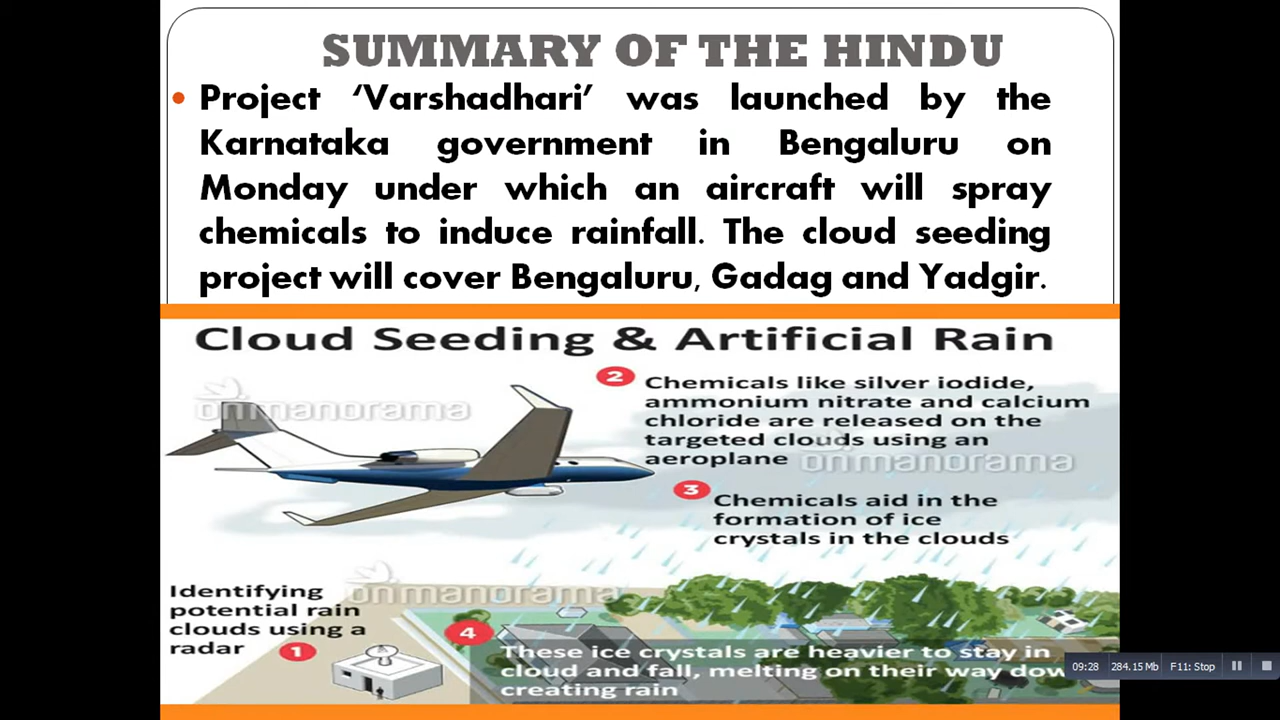 SUMMARY OF THE HINDU
• Project ‘Varshadhari’ was launched by the
Karnataka government in Bengaluru on
Monday under which an aircraft will spray
chemicals to induce rainfall. The cloud seeding
project will cover Bengaluru, Gadag and Yadgir.
Cloud Seeding & Artificial Rain
2
Chemicals like silver iodide,
ammonium nitrate and calcium
chloride are released on the
targeted clouds using an
aeroplane
onmanorama
onmanorama
3
Chemicals aid in the
formation of ice
crystals in the clouds
onmanorama
Identifying
potential rain
clouds using a
radar
1
4
These ice crystals are heavier to stay in
cloud and fall, melting on their way dow
creating rain
09:28 284.15 Mb F11: Stop